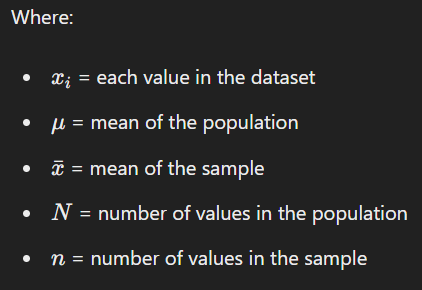 Where:
• xᵢ = each value in the dataset
• μ = mean of the population
• x̄ = mean of the sample
• N = number of values in the population
• n = number of values in the sample